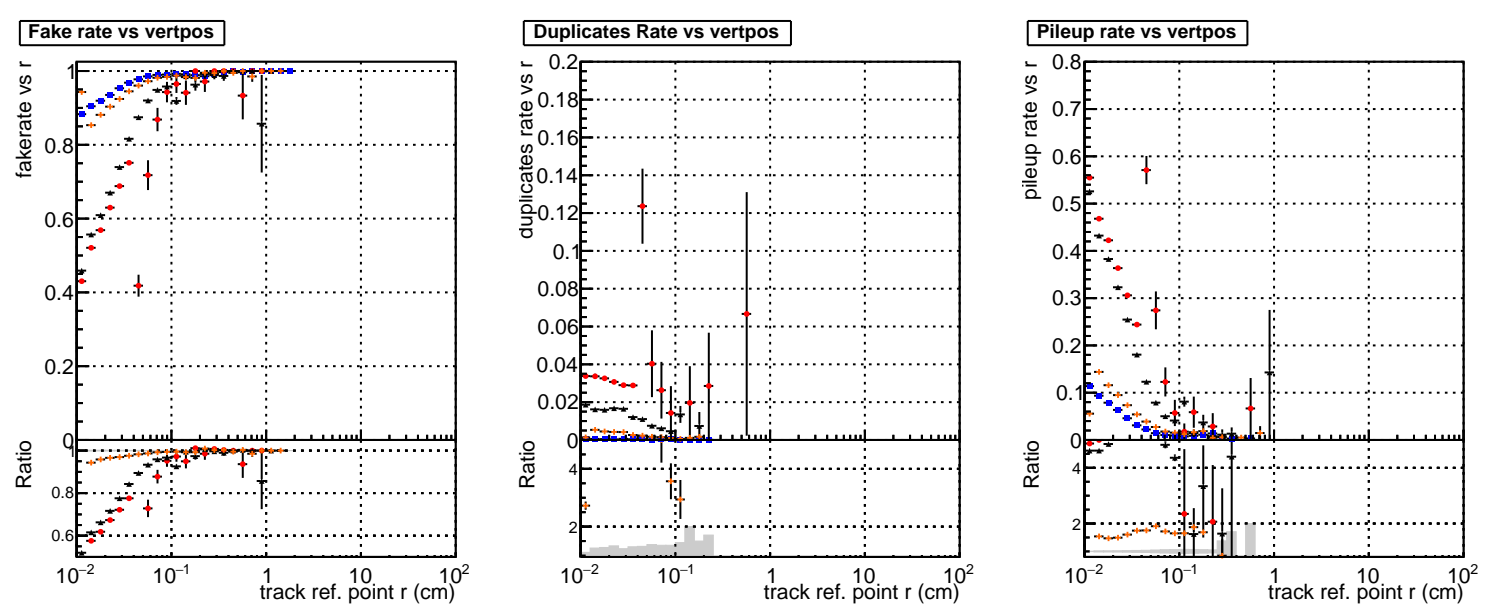 Fake rate vs vertpos
fakerate vs r
1
0.8
0.6
0.4
0.2
0
Ratio
1
0.8
0.6
10⁻² 10⁻¹ 1 10 10²
track ref. point r (cm)
Duplicates Rate vs vertpos
duplicates rate vs r
0.2
0.18
0.16
0.14
0.12
0.1
0.08
0.06
0.04
0.02
0
Ratio
4
2
10⁻² 10⁻¹ 1 10 10²
track ref. point r (cm)
Pileup rate vs vertpos
pileup rate vs r
0.8
0.7
0.6
0.5
0.4
0.3
0.2
0.1
0
Ratio
4
2
10⁻² 10⁻¹ 1 10 10²
track ref. point r (cm)